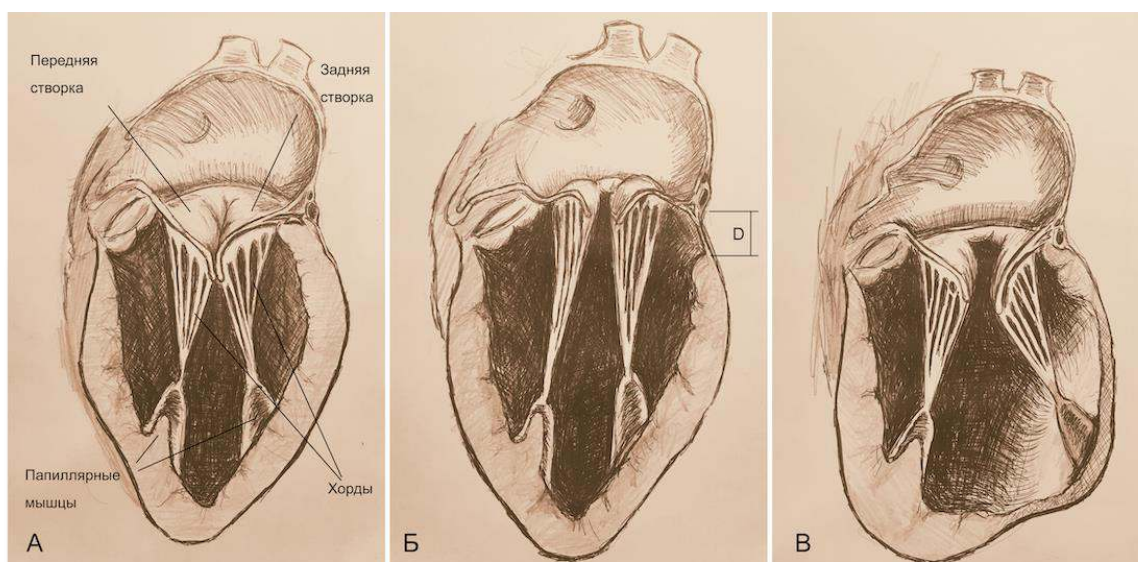 Передняя
створка
Задняя
створка
Папиллярные
мышцы
Хорды
А
D
Б
В